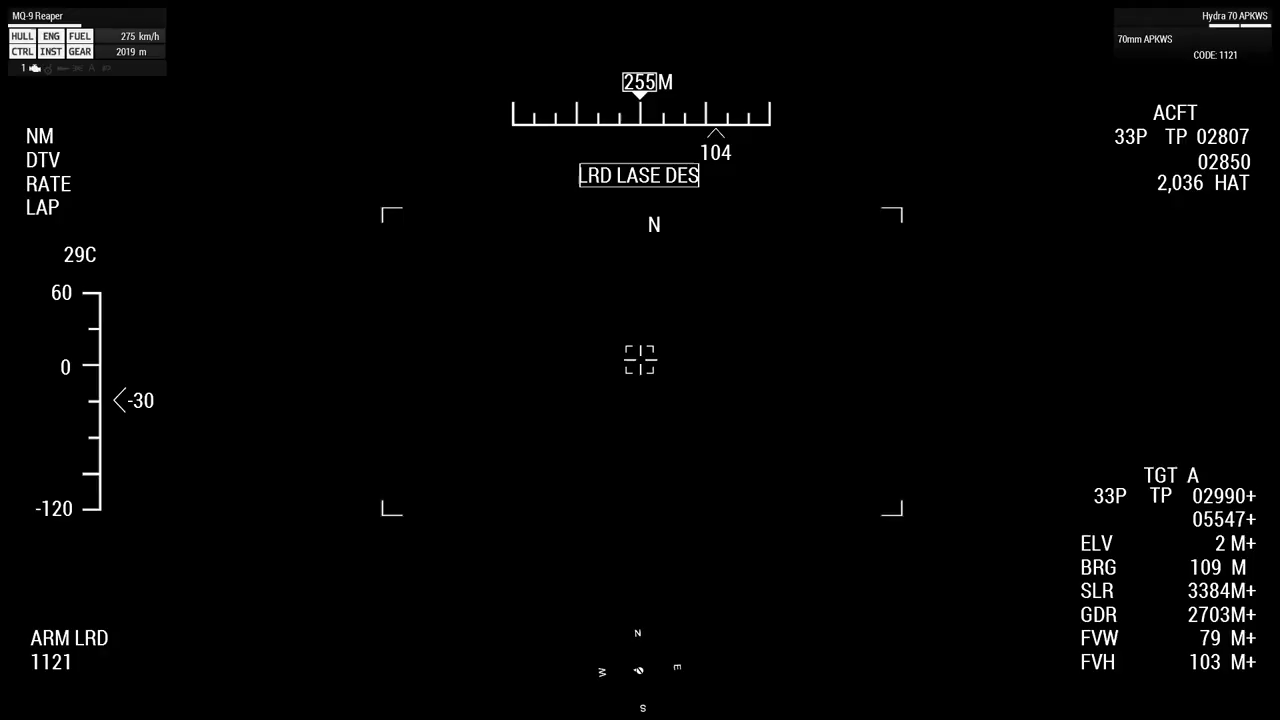 MQ-9 Reaper
HULL ENG FUEL 275 km/h
CTRL INST GEAR 2019 m
1
Hydra 70 APKWS
70mm APKWS
CODE: 1121
255M
104
LRD LASE DES
N
NM
DTV
RATE
LAP
29C
60
0
-30
-120
ACFT
33P TP 02807
02850
2,036 HAT
TGT A
33P TP 02990+
05547+
ELV 2 M+
BRG 109 M
SLR 3384M+
GDR 2703M+
FVW 79 M+
FVH 103 M+
ARM LRD
1121
N
W E
S